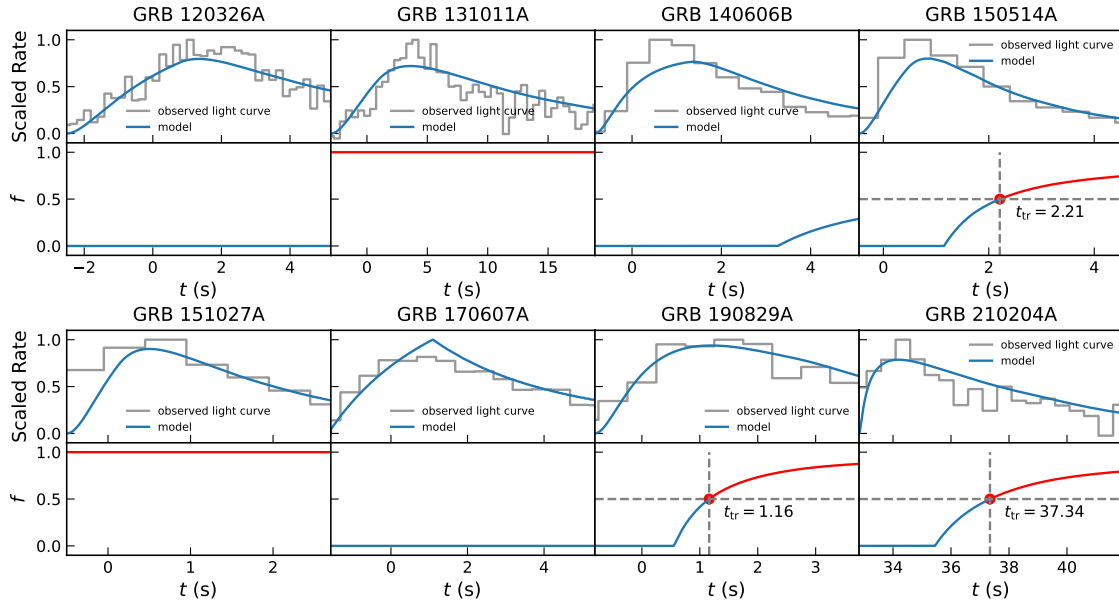 GRB 120326A
GRB 131011A
GRB 140606B
GRB 150514A
Scaled Rate
1.0
0.5
0.0
observed light curve
model
observed light curve
model
observed light curve
model
observed light curve
model
f
1.0
0.5
0.0
t_tr = 2.21
−2 0 2 4
0 5 10 15
0 2 4
0 2 4
t (s)
t (s)
t (s)
t (s)
GRB 151027A
GRB 170607A
GRB 190829A
GRB 210204A
Scaled Rate
1.0
0.5
0.0
observed light curve
model
observed light curve
model
observed light curve
model
observed light curve
model
f
1.0
0.5
0.0
t_tr = 1.16
t_tr = 37.34
0 1 2
0 2 4
0 1 2 3
34 36 38 40
t (s)
t (s)
t (s)
t (s)